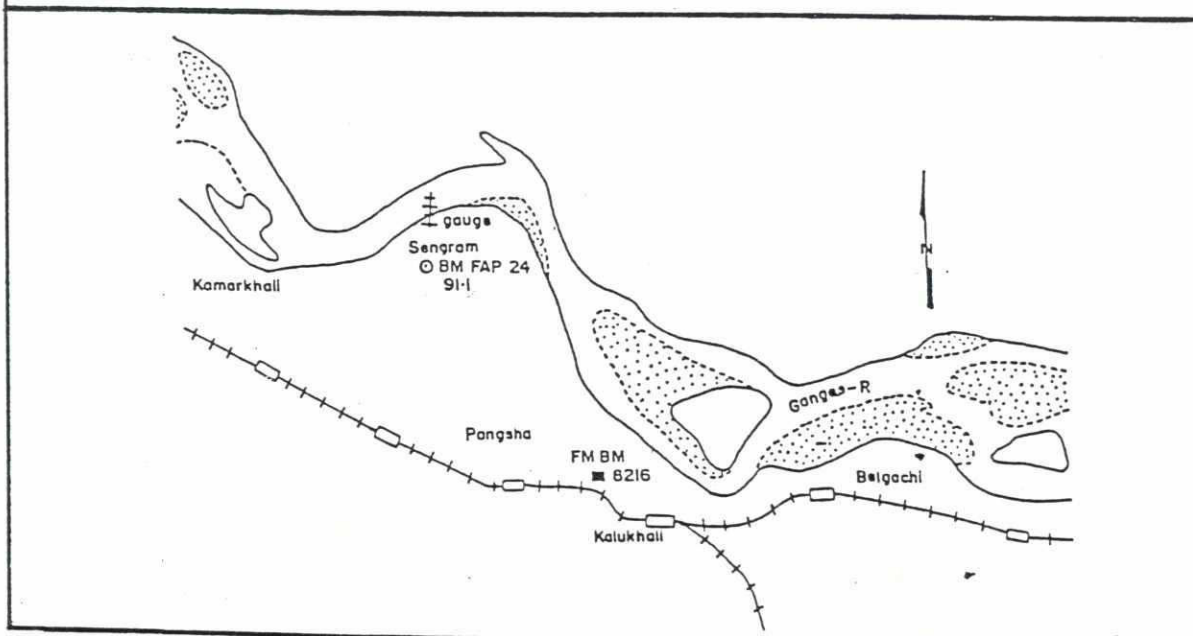 gauge
Sengram
BM FAP 24
91·1
Kamarkhali
N
Ganges-R
Pangsha
FM BM
8216
Belgachi
Kalukhali